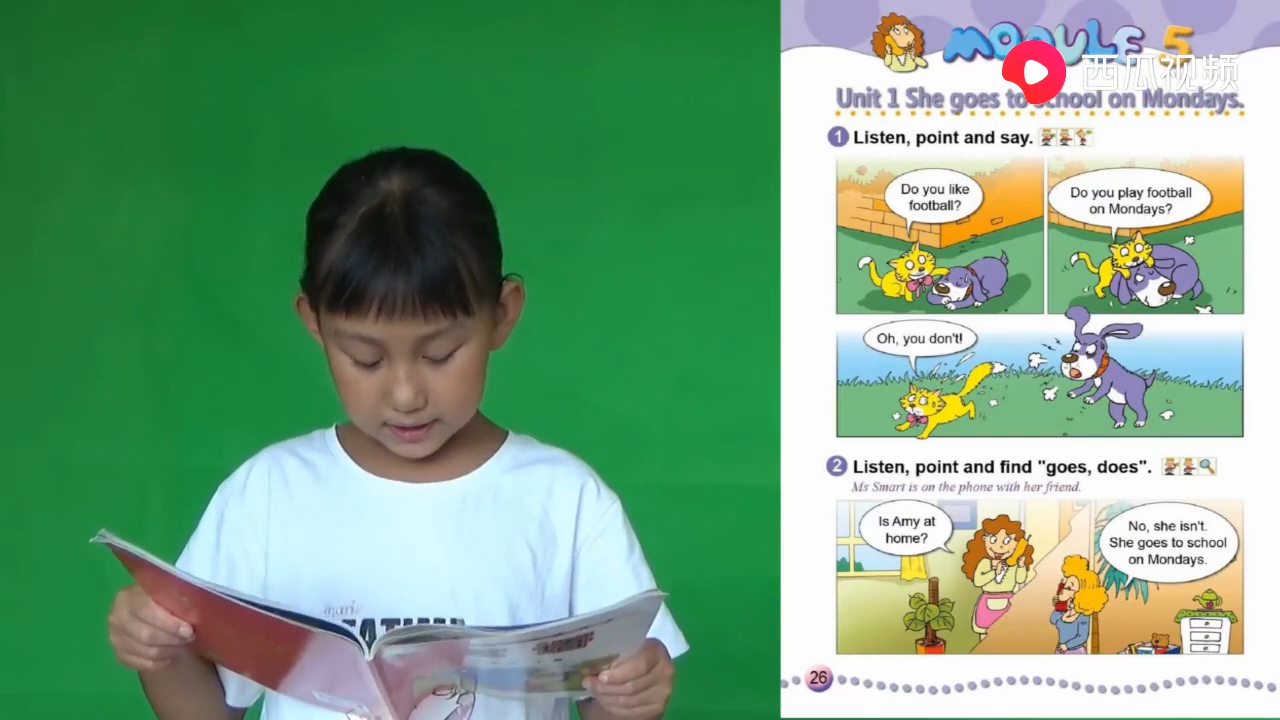 MODULE 5
西瓜视频
Unit 1 She goes to school on Mondays.
1 Listen, point and say.
Do you like
football?
Do you play football
on Mondays?
Oh, you don't!
2 Listen, point and find "goes, does".
Ms Smart is on the phone with her friend.
Is Amy at
home?
No, she isn't.
She goes to school
on Mondays.
26